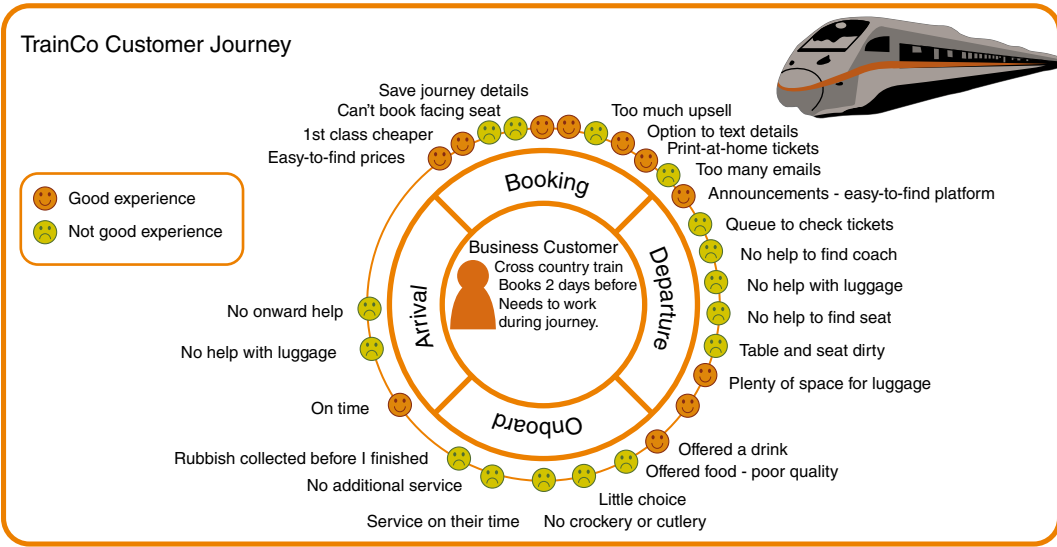 TrainCo Customer Journey
Save journey details
Can't book facing seat
1st class cheaper
Easy-to-find prices
Too much upsell
Option to text details
Print-at-home tickets
Too many emails
Announcements - easy-to-find platform
Queue to check tickets
No help to find coach
No help with luggage
No help to find seat
Table and seat dirty
Plenty of space for luggage
Offered a drink
Offered food - poor quality
Little choice
No crockery or cutlery
Service on their time
No additional service
Rubbish collected before I finished
On time
No help with luggage
No onward help
Good experience
Not good experience
Booking
Departure
Onboard
Arrival
Business Customer
Cross country train
Books 2 days before
Needs to work
during journey.